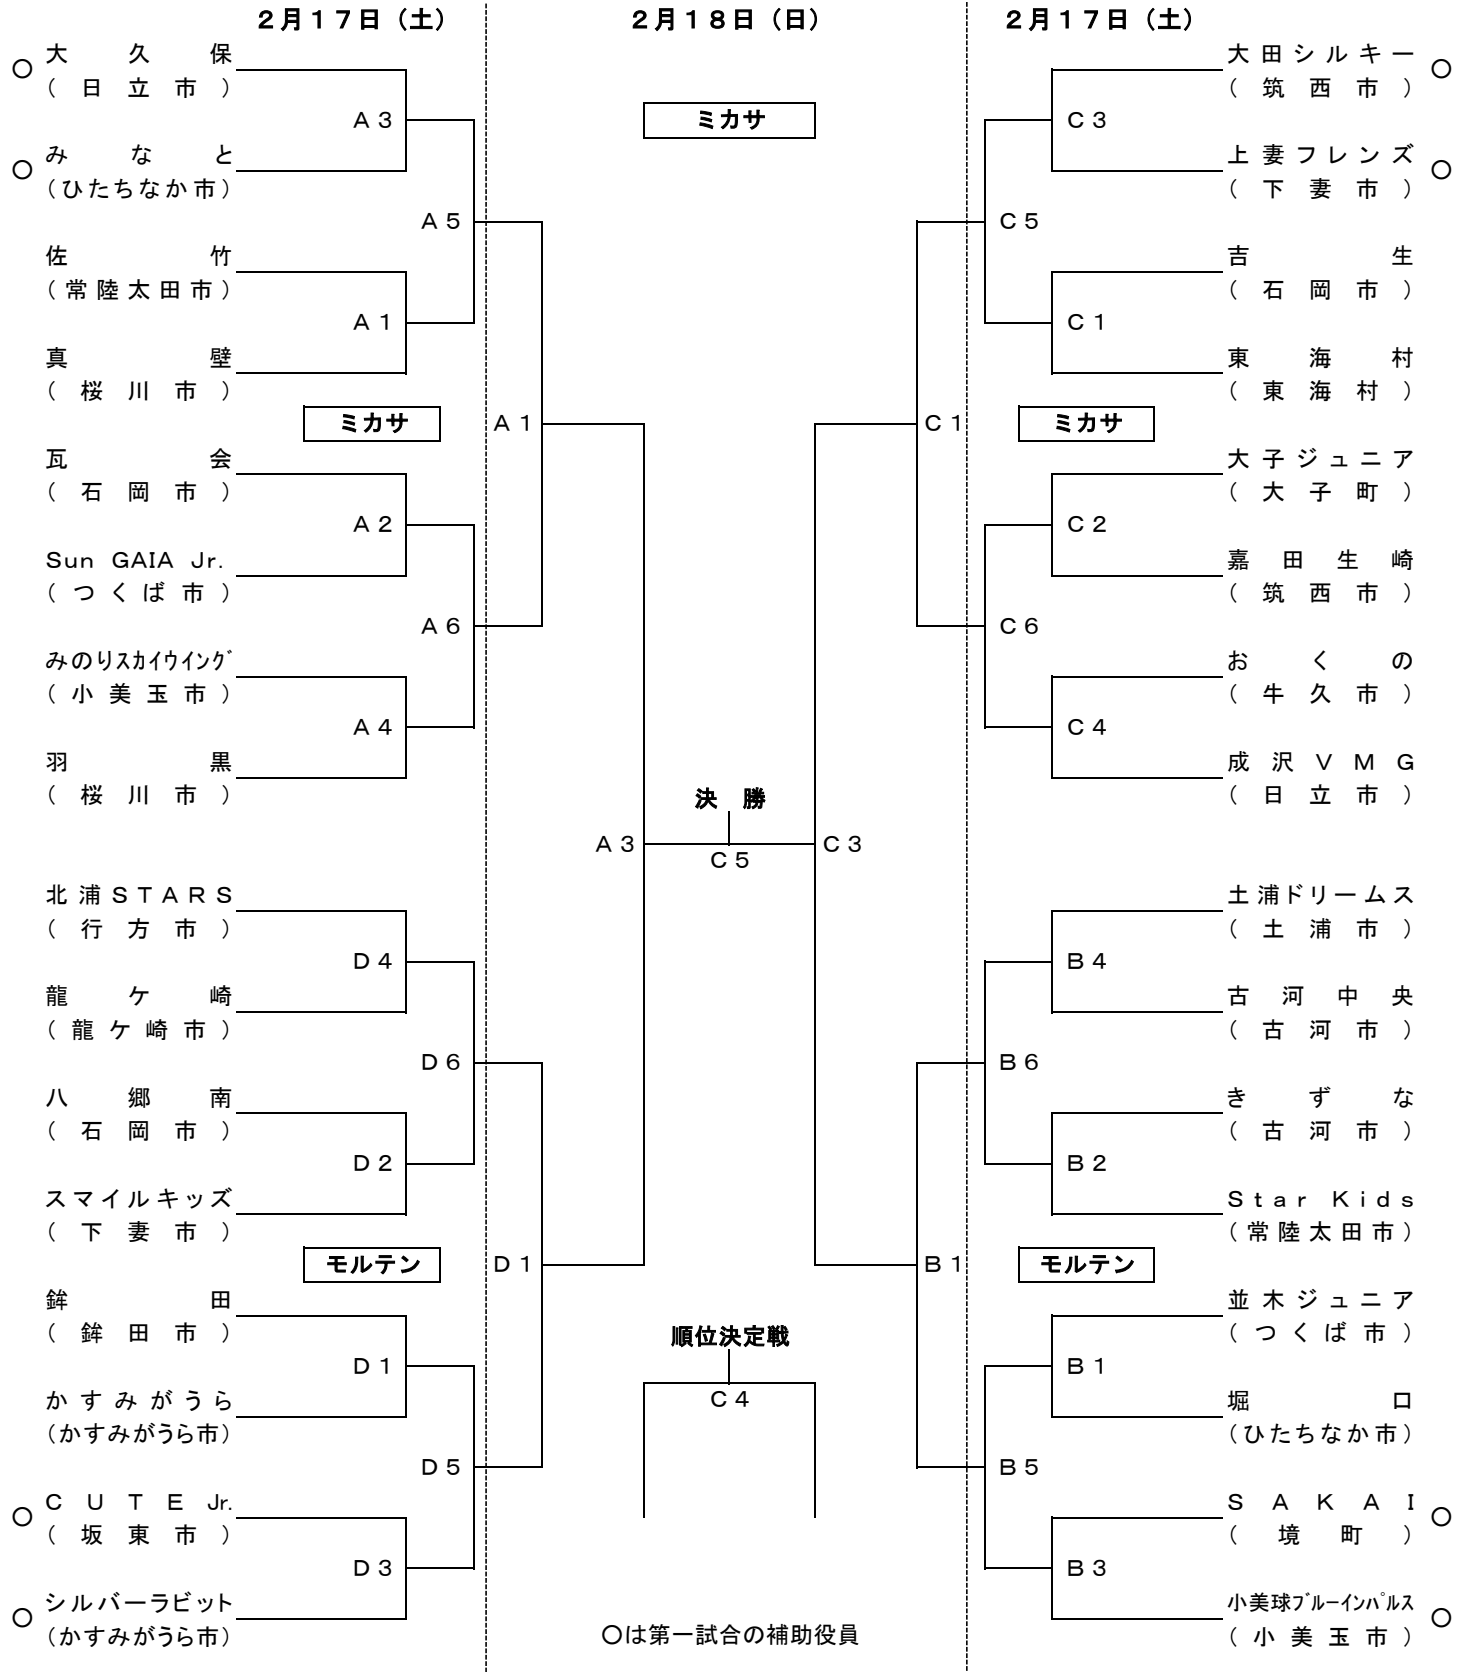 ２月１７日（土）
２月１８日（日）
２月１７日（土）
○ 大久保
（日立市）
Ａ３
○ みなと
（ひたちなか市）
Ａ５
佐竹
（常陸太田市）
Ａ１
真壁
（桜川市）
ミカサ
Ａ１
瓦会
（石岡市）
Ａ２
Sun GAIA Jr.
（つくば市）
Ａ６
みのりｽｶｲｳｲﾝｸﾞ
（小美玉市）
Ａ４
羽黒
（桜川市）
北浦ＳＴＡＲＳ
（行方市）
Ｄ４
龍ケ崎
（龍ケ崎市）
Ｄ６
八郷南
（石岡市）
Ｄ２
スマイルキッズ
（下妻市）
モルテン
Ｄ１
鉾田
（鉾田市）
Ｄ１
かすみがうら
（かすみがうら市）
Ｄ５
○ ＣＵＴＥ Jr.
（坂東市）
Ｄ３
○ シルバーラビット
（かすみがうら市）
ミカサ
決　勝
Ａ３
Ｃ５
Ｃ３
順位決定戦
Ｃ４
○は第一試合の補助役員
大田シルキー ○
（筑西市）
Ｃ３
上妻フレンズ ○
（下妻市）
Ｃ５
吉生
（石岡市）
Ｃ１
東海村
（東海村）
Ｃ１
ミカサ
大子ジュニア
（大子町）
Ｃ２
嘉田生崎
（筑西市）
Ｃ６
おくの
（牛久市）
Ｃ４
成沢ＶＭＧ
（日立市）
土浦ドリームス
（土浦市）
Ｂ４
古河中央
（古河市）
Ｂ６
きずな
（古河市）
Ｂ２
Ｓｔａｒ Ｋｉｄｓ
（常陸太田市）
Ｂ１
モルテン
並木ジュニア
（つくば市）
Ｂ１
堀口
（ひたちなか市）
Ｂ５
ＳＡＫＡＩ ○
（境町）
Ｂ３
小美球ﾌﾞﾙｰｲﾝﾊﾟﾙｽ ○
（小美玉市）